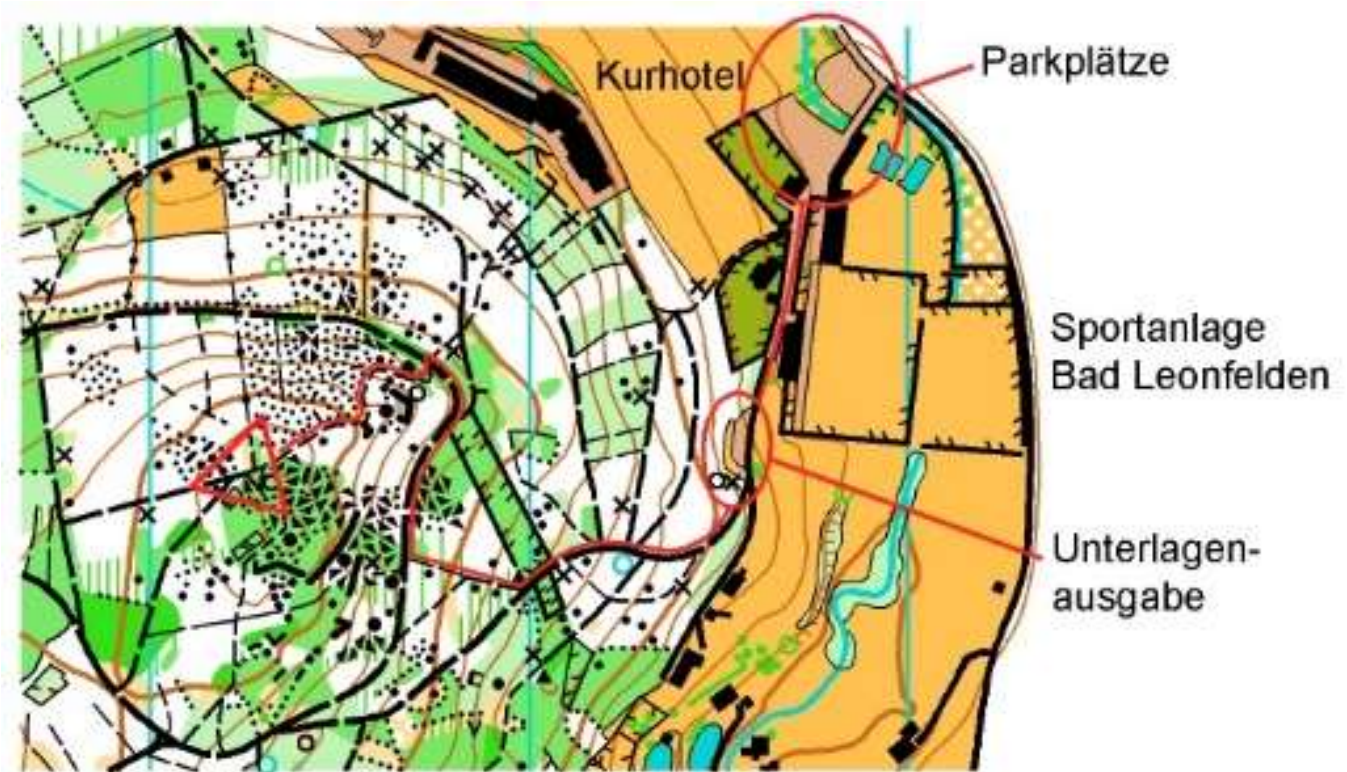 Kurhotel
Parkplätze
Sportanlage
Bad Leonfelden
Unterlagen-
ausgabe